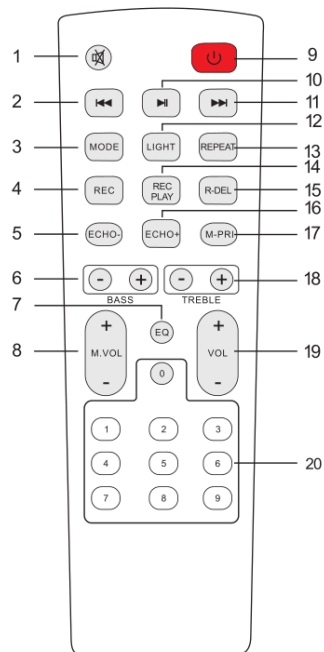 1 9
10
2 11
12
3 MODE LIGHT REPEAT 13
14
4 REC REC PLAY R-DEL 15
16
5 ECHO- ECHO+ M-PRI 17
6 - + - + 18
BASS TREBLE
7 EQ
8 + M.VOL - + VOL - 19
0
1 2 3
4 5 6 20
7 8 9